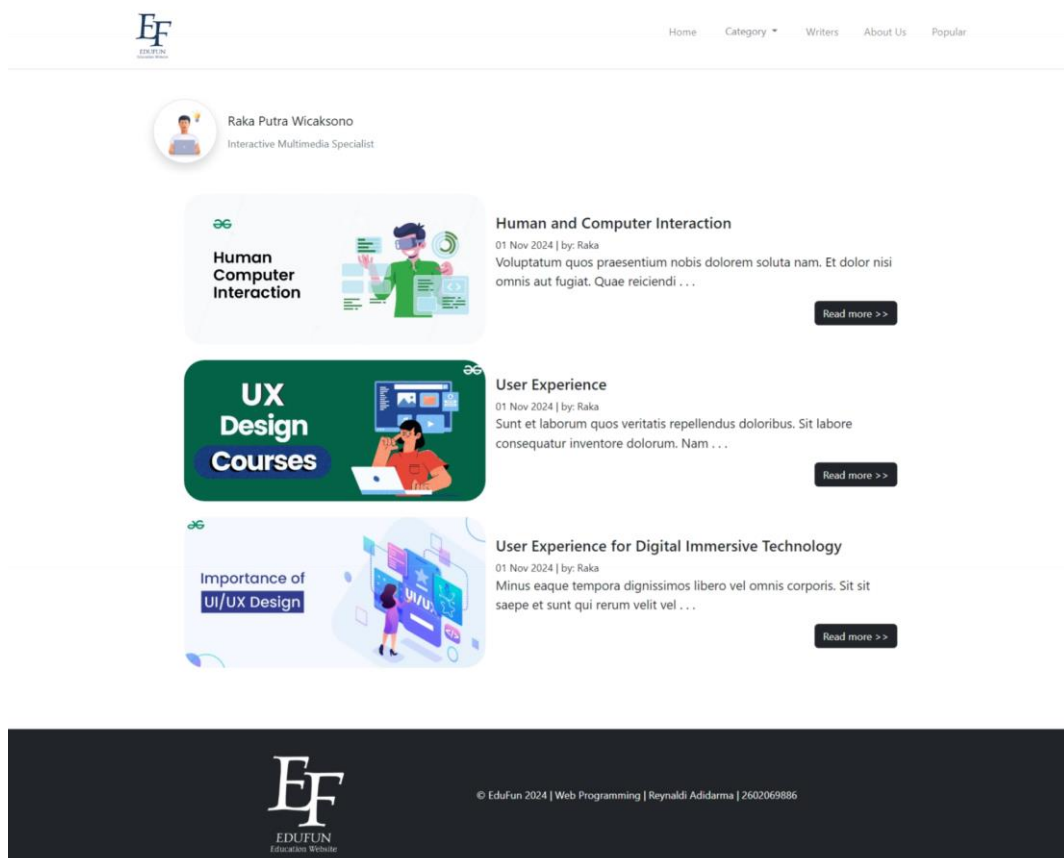 EF
EDUFUN
Education Website
Home Category Writers About Us Popular
Raka Putra Wicaksono
Interactive Multimedia Specialist
Human
Computer
Interaction
Human and Computer Interaction
01 Nov 2024 | by: Raka
Voluptatum quos praesentium nobis dolorem soluta nam. Et dolor nisi
omnis aut fugiat. Quae reiciendi . . .
Read more >>
UX
Design
Courses
User Experience
01 Nov 2024 | by: Raka
Sunt et laborum quos veritatis repellendus doloribus. Sit labore
consequatur inventore dolorum. Nam . . .
Read more >>
Importance of
UI/UX Design
UI/UX
User Experience for Digital Immersive Technology
01 Nov 2024 | by: Raka
Minus eaque tempora dignissimos libero vel omnis corporis. Sit sit
saepe et sunt qui rerum velit vel . . .
Read more >>
EF
EDUFUN
Education Website
© EduFun 2024 | Web Programming | Reynaldi Adidarma | 2602069886